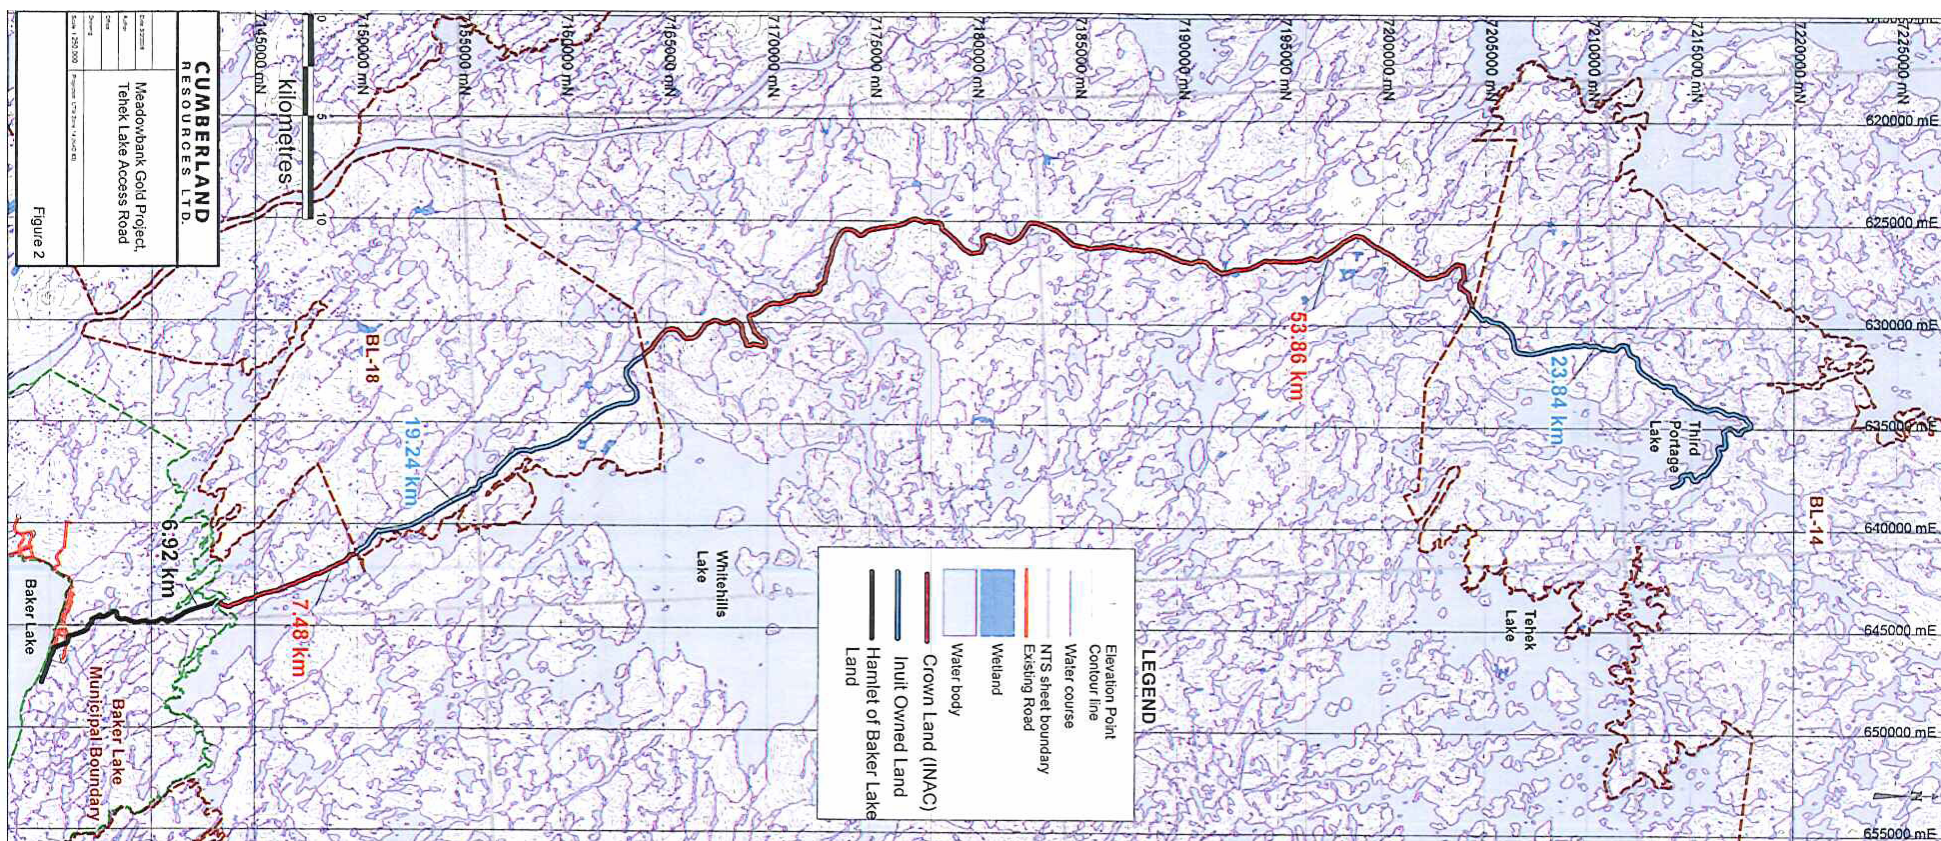 7145000 mN
7150000 mN
7155000 mN
7160000 mN
7165000 mN
7170000 mN
7175000 mN
7180000 mN
7185000 mN
7190000 mN
7195000 mN
7200000 mN
7205000 mN
7210000 mN
7215000 mN
7220000 mN
7225000 mN
620000 mE
625000 mE
630000 mE
635000 mE
640000 mE
645000 mE
650000 mE
655000 mE
0
5
10
kilometres
CUMBERLAND
RESOURCES LTD.
Meadowbank Gold Project,
Tehek Lake Access Road
Figure 2
BL-18
BL-14
53.86 km
23.84 km
19.24 km
7.48 km
6.92 km
Third
Portage
Lake
Whitehills
Lake
Tehek
Lake
Baker Lake
Baker Lake
Municipal Boundary
LEGEND
Elevation Point
Contour line
Water course
NTS sheet boundary
Existing Road
Wetland
Water body
Crown Land (INAC)
Inuit Owned Land
Hamlet of Baker Lake
Land
N